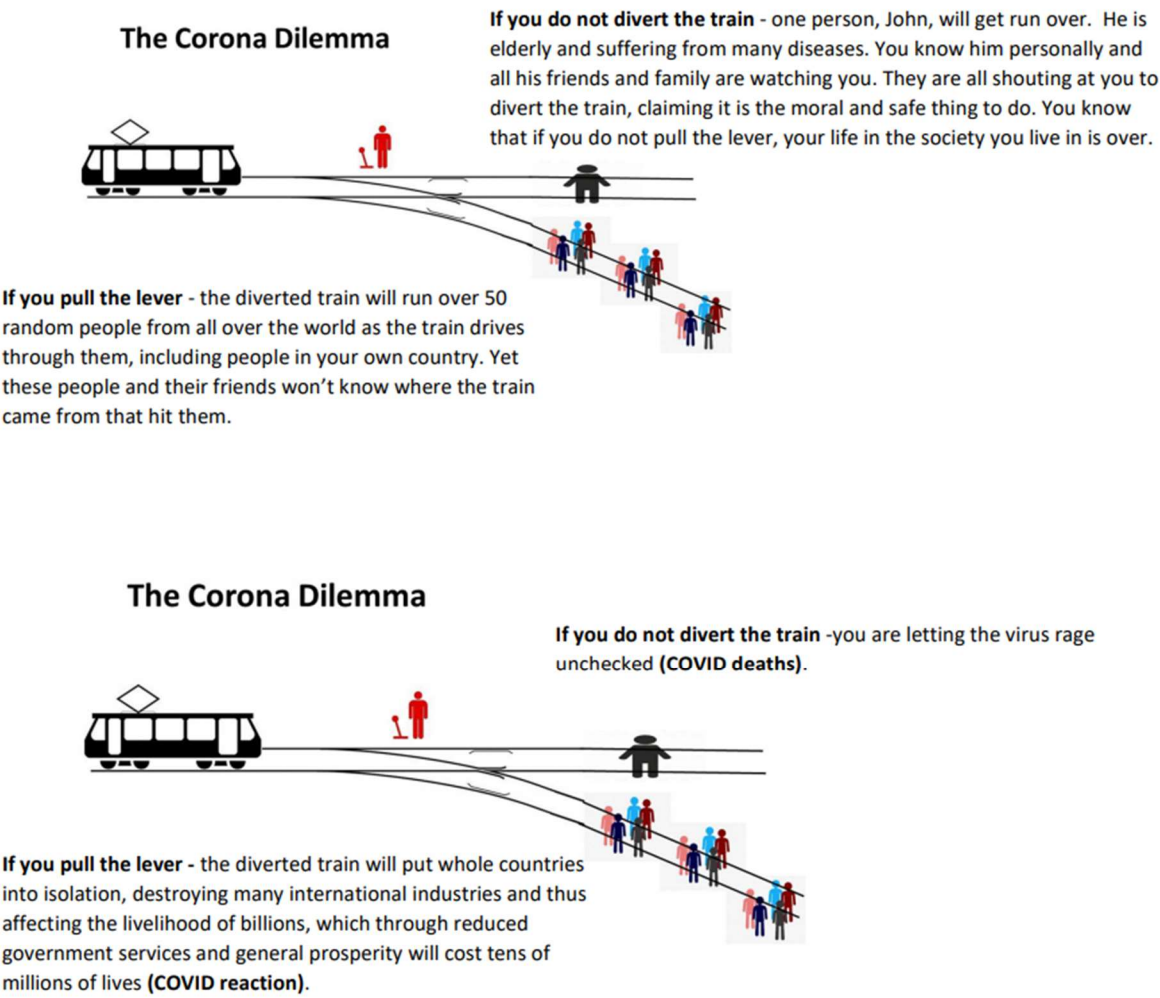 The Corona Dilemma
If you do not divert the train - one person, John, will get run over. He is
elderly and suffering from many diseases. You know him personally and
all his friends and family are watching you. They are all shouting at you to
divert the train, claiming it is the moral and safe thing to do. You know
that if you do not pull the lever, your life in the society you live in is over.
If you pull the lever - the diverted train will run over 50
random people from all over the world as the train drives
through them, including people in your own country. Yet
these people and their friends won't know where the train
came from that hit them.
The Corona Dilemma
If you do not divert the train -you are letting the virus rage
unchecked (COVID deaths).
If you pull the lever - the diverted train will put whole countries
into isolation, destroying many international industries and thus
affecting the livelihood of billions, which through reduced
government services and general prosperity will cost tens of
millions of lives (COVID reaction).